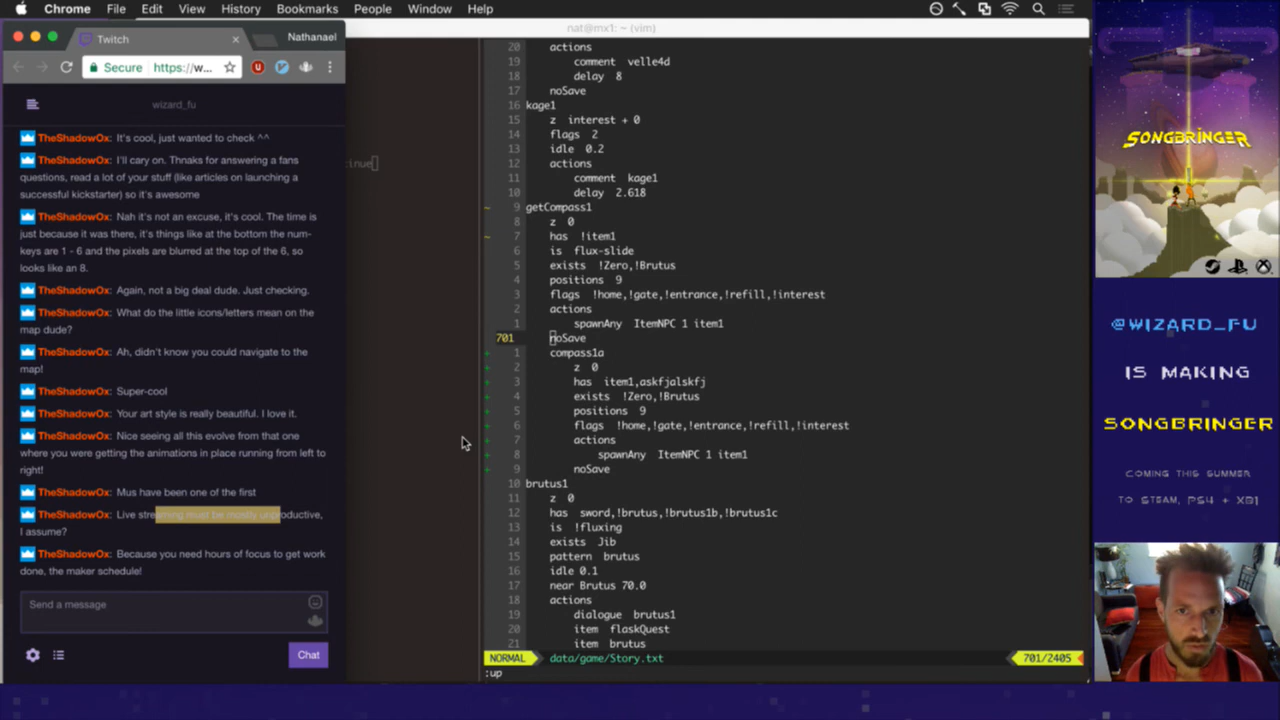 Chrome File Edit View History Bookmarks People Window Help
nat@mx1: ~ (vim)
Twitch
Nathanael
Secure https://w...
wizard_fu
TheShadowOx: It's cool, just wanted to check ^^
TheShadowOx: I'll cary on. Thnaks for answering a fans
questions, read a lot of your stuff (like articles on launching a
successful kickstarter) so it's awesome
TheShadowOx: Nah it's not an excuse, it's cool. The time is
just because it was there, it's things like at the bottom the num-
keys are 1 - 6 and the pixels are blurred at the top of the 6, so
looks like an 8.
TheShadowOx: Again, not a big deal dude. Just checking.
TheShadowOx: What do the little icons/letters mean on the
map dude?
TheShadowOx: Ah, didn't know you could navigate to the
map!
TheShadowOx: Super-cool
TheShadowOx: Your art style is really beautiful. I love it.
TheShadowOx: Nice seeing all this evolve from that one
where you were getting the animations in place running from left to
right!
TheShadowOx: Mus have been one of the first
TheShadowOx: Live streaming must be mostly unproductive,
I assume?
TheShadowOx: Because you need hours of focus to get work
done, the maker schedule!
Send a message
Chat
20 actions
19 comment velle4d
18 delay 8
17 noSave
16 kage1
15 z interest + 0
14 flags 2
13 idle 0.2
12 actions
11 comment kage1
10 delay 2.618
~ 9 getCompass1
8 z 0
~ 7 has !item1
6 is flux-slide
5 exists !Zero,!Brutus
4 positions 9
3 flags !home,!gate,!entrance,!refill,!interest
2 actions
1 spawnAny ItemNPC 1 item1
701 noSave
+ 1 compass1a
+ 2 z 0
+ 3 has item1,askfjalskfj
+ 4 exists !Zero,!Brutus
+ 5 positions 9
+ 6 flags !home,!gate,!entrance,!refill,!interest
+ 7 actions
+ 8 spawnAny ItemNPC 1 item1
+ 9 noSave
10 brutus1
11 z 0
12 has sword,!brutus,!brutus1b,!brutus1c
13 is !fluxing
14 exists Jib
15 pattern brutus
16 idle 0.1
17 near Brutus 70.0
18 actions
19 dialogue brutus1
20 item flaskQuest
21 item brutus
NORMAL data/game/Story.txt 701/2405
:up
SONGBRINGER
@WIZARD_FU
IS MAKING
SONGBRINGER
COMING THIS SUMMER
TO STEAM, PS4 + XB1